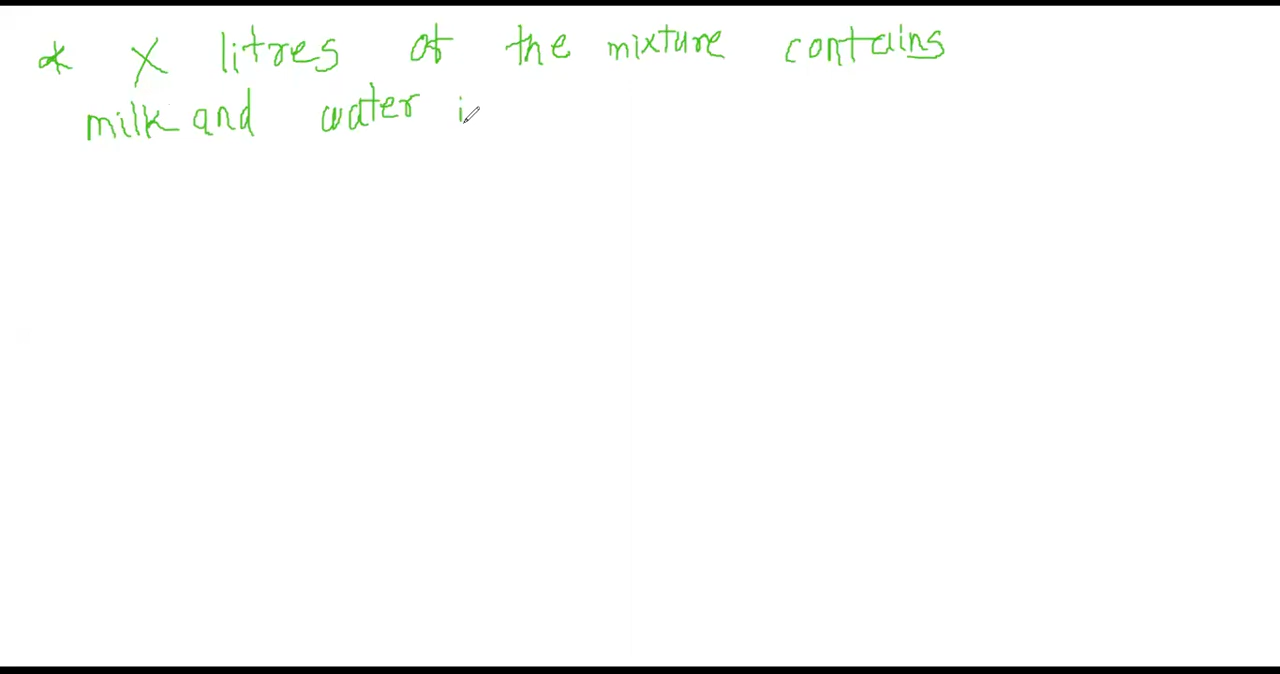 * X litres of the mixture contains
milk and water i